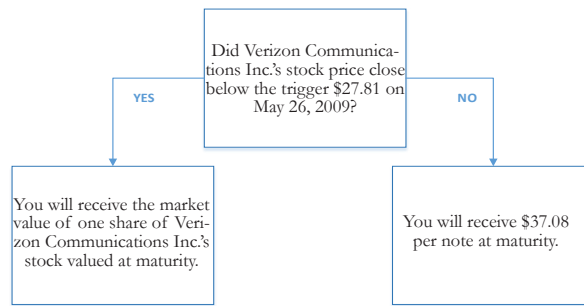 Did Verizon Communica-
tions Inc.'s stock price close
below the trigger $27.81 on
May 26, 2009?
YES
NO
You will receive the market
value of one share of Veri-
zon Communications Inc.'s
stock valued at maturity.
You will receive $37.08
per note at maturity.